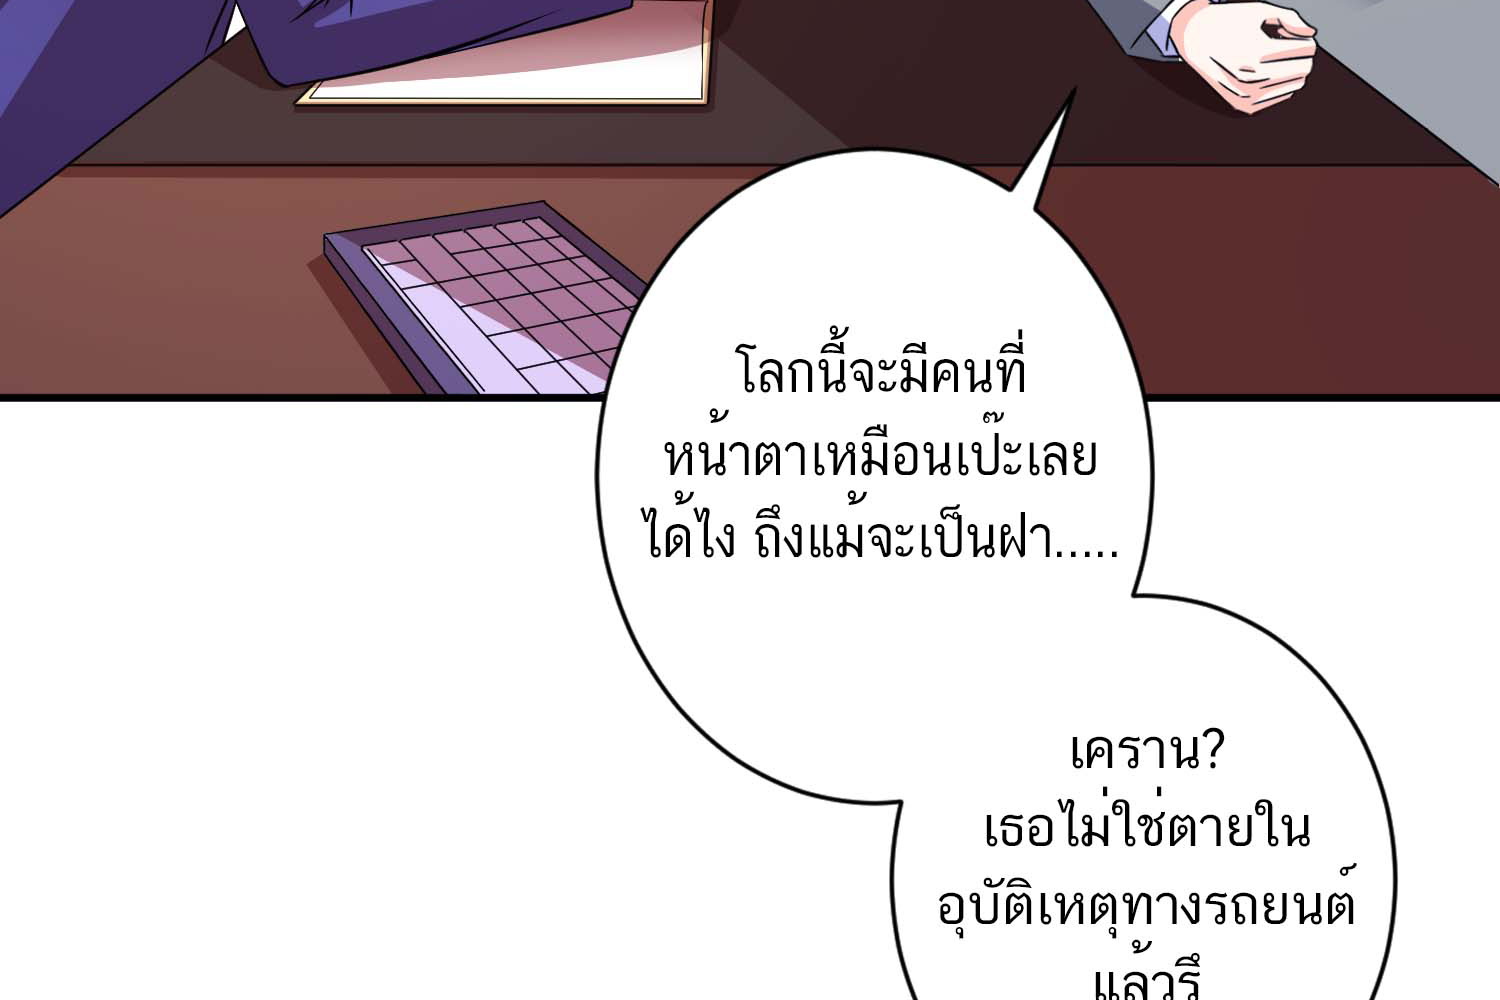 โลกนี้จะมีคนที่
หน้าตาเหมือนเป๊ะเลย
ได้ไง ถึงแม้จะเป็นฝา.....
เคราน?
เธอไม่ใช่ตายใน
อุบัติเหตุทางรถยนต์
แล้วรึ